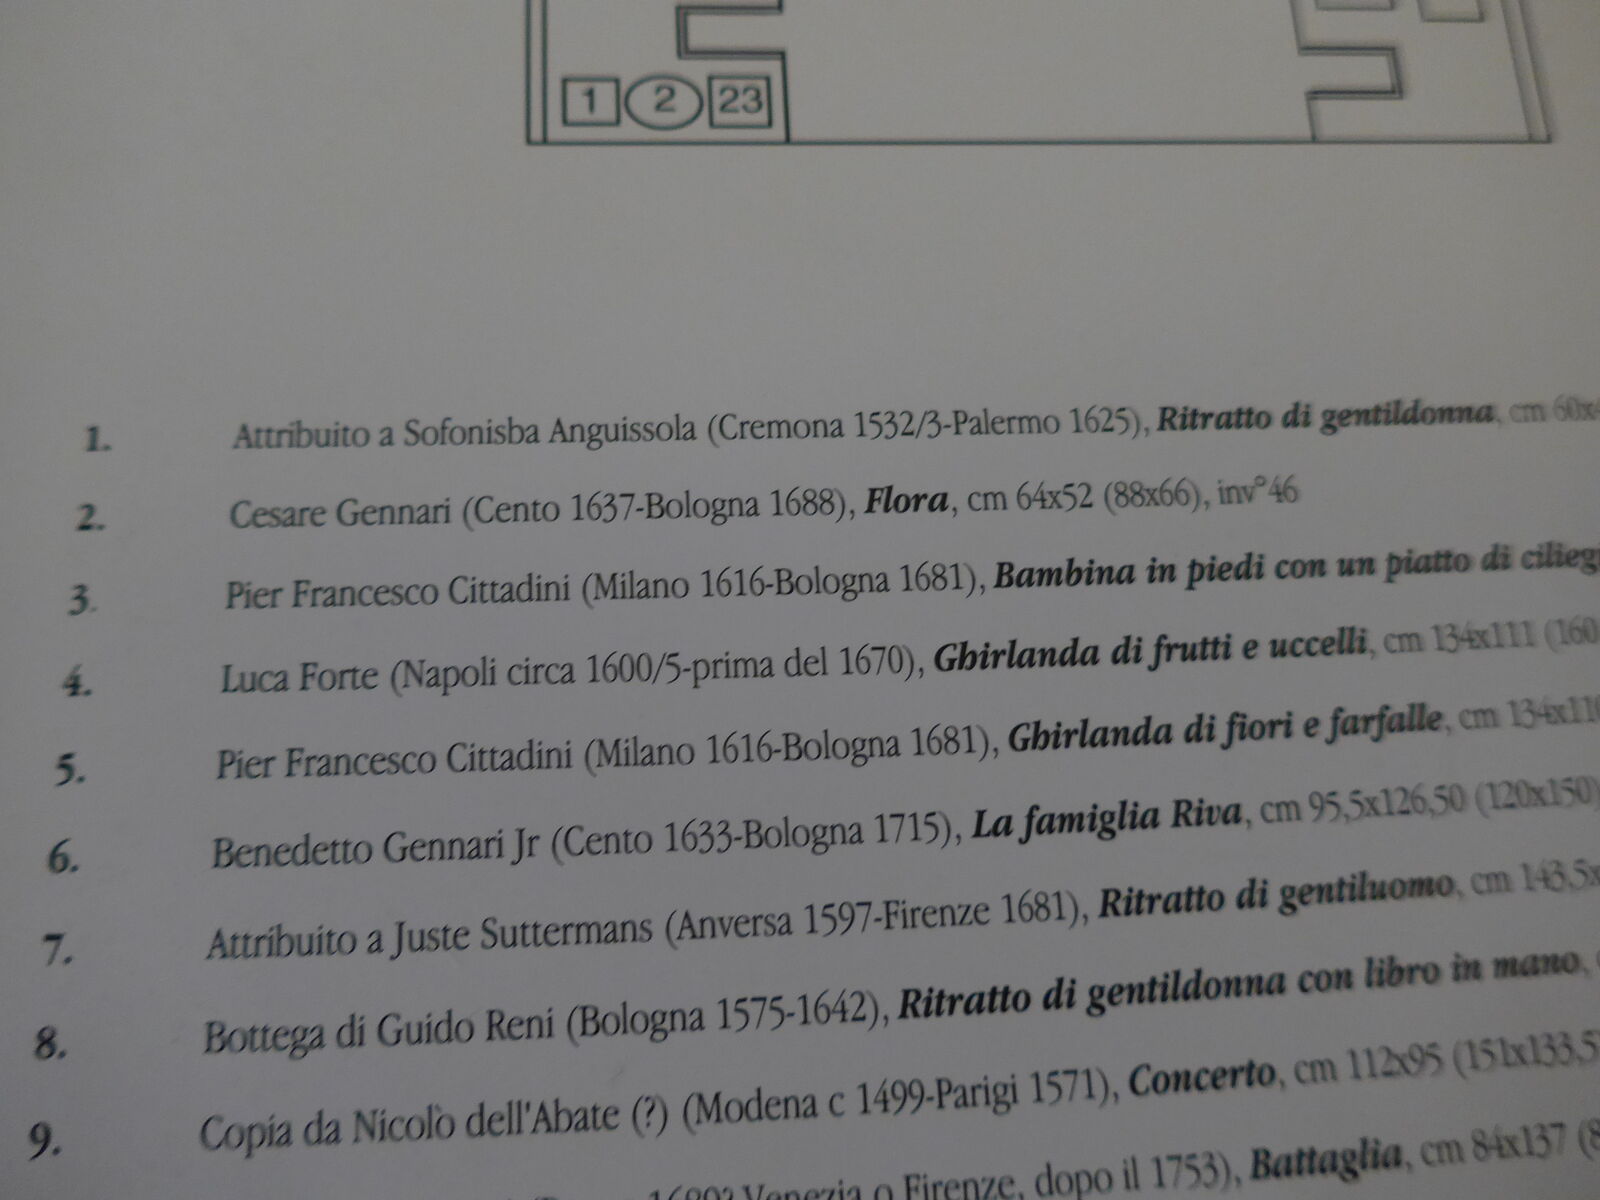 1 2 23
1. Attribuito a Sofonisba Anguissola (Cremona 1532/3-Palermo 1625), Ritratto di gentildonna, cm
2. Cesare Gennari (Cento 1637-Bologna 1688), Flora, cm 64x52 (88x66), inv°46
3. Pier Francesco Cittadini (Milano 1616-Bologna 1681), Bambina in piedi con un piatto di
4. Luca Forte (Napoli circa 1600/5-prima del 1670), Ghirlanda di frutti e uccelli, cm 134x111
5. Pier Francesco Cittadini (Milano 1616-Bologna 1681), Ghirlanda di fiori e farfalle, cm
6. Benedetto Gennari Jr (Cento 1633-Bologna 1715), La famiglia Riva, cm 95,5x126,50 (120x150)
7. Attribuito a Juste Suttermans (Anversa 1597-Firenze 1681), Ritratto di gentiluomo, cm
8. Bottega di Guido Reni (Bologna 1575-1642), Ritratto di gentildonna con libro in mano,
9. Copia da Nicolò dell'Abate (?) (Modena c 1499-Parigi 1571), Concerto, cm 112x95 (151x133,5
Venezia o Firenze, dopo il 1753), Battaglia, cm 84x137